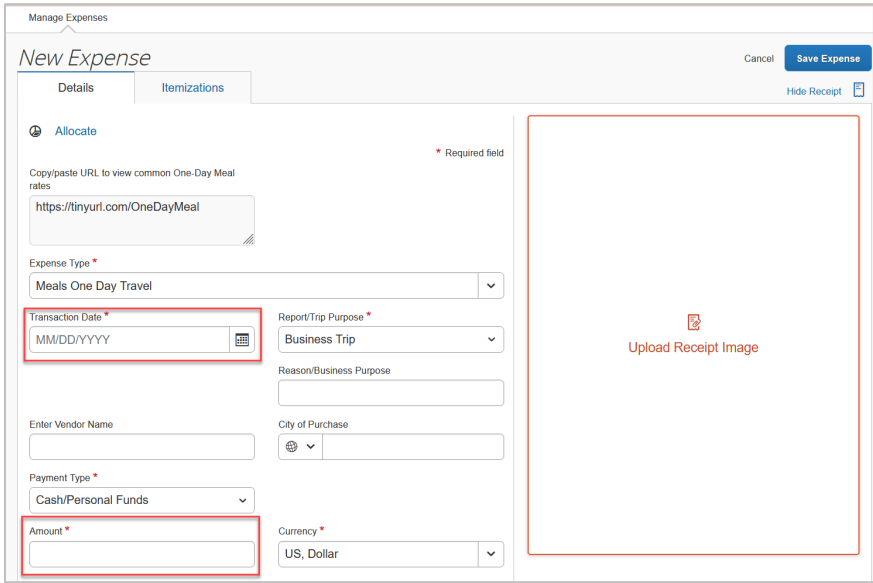 Manage Expenses
New Expense
Cancel
Save Expense
Details
Itemizations
Hide Receipt
Allocate
* Required field
Copy/paste URL to view common One-Day Meal
rates
https://tinyurl.com/OneDayMeal
Expense Type *
Meals One Day Travel
Transaction Date *
Report/Trip Purpose *
MM/DD/YYYY
Business Trip
Upload Receipt Image
Reason/Business Purpose
Enter Vendor Name
City of Purchase
Payment Type *
Cash/Personal Funds
Amount *
Currency *
US, Dollar